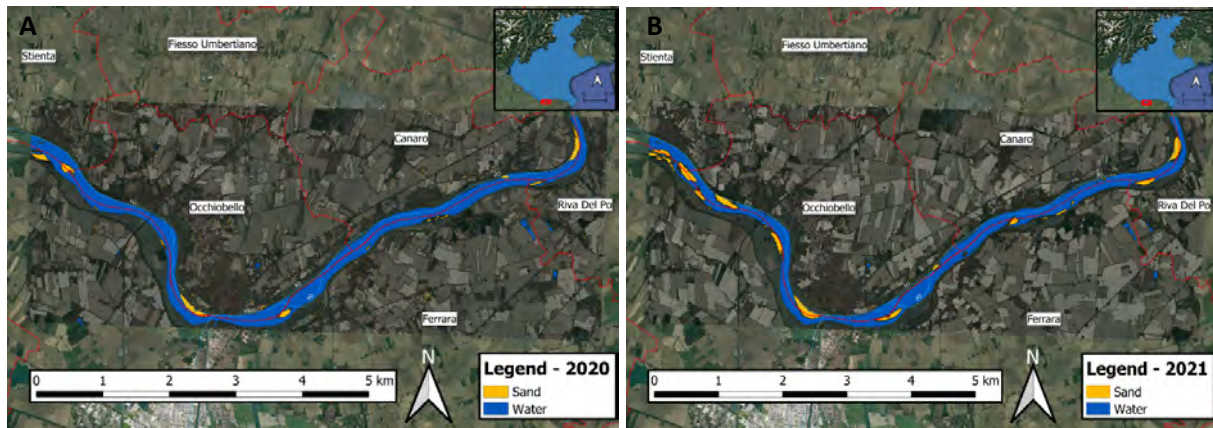 A
Stienta
Fiesso Umbertiano
Canaro
Occhiobello
Riva Del Po
Ferrara
0 1 2 3 4 5 km
N
Legend - 2020
Sand
Water
B
Stienta
Fiesso Umbertiano
Canaro
Occhiobello
Riva Del Po
Ferrara
0 1 2 3 4 5 km
N
Legend - 2021
Sand
Water